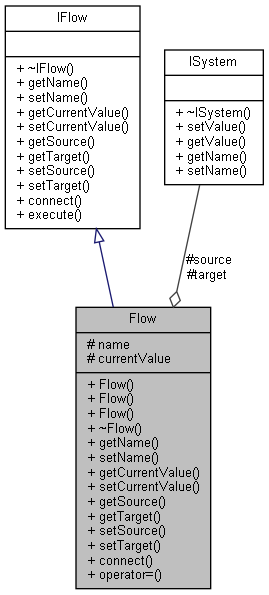 IFlow
+ ~IFlow()
+ getName()
+ setName()
+ getCurrentValue()
+ setCurrentValue()
+ getSource()
+ getTarget()
+ setSource()
+ setTarget()
+ connect()
+ execute()
ISystem
+ ~ISystem()
+ setValue()
+ getValue()
+ getName()
+ setName()
#source
#target
Flow
# name
# currentValue
+ Flow()
+ Flow()
+ Flow()
+ ~Flow()
+ getName()
+ setName()
+ getCurrentValue()
+ setCurrentValue()
+ getSource()
+ getTarget()
+ setSource()
+ setTarget()
+ connect()
+ operator=()